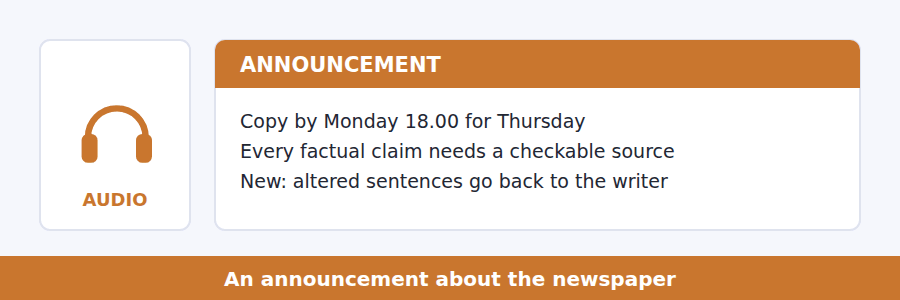 AUDIO
ANNOUNCEMENT
Copy by Monday 18.00 for Thursday
Every factual claim needs a checkable source
New: altered sentences go back to the writer
An announcement about the newspaper